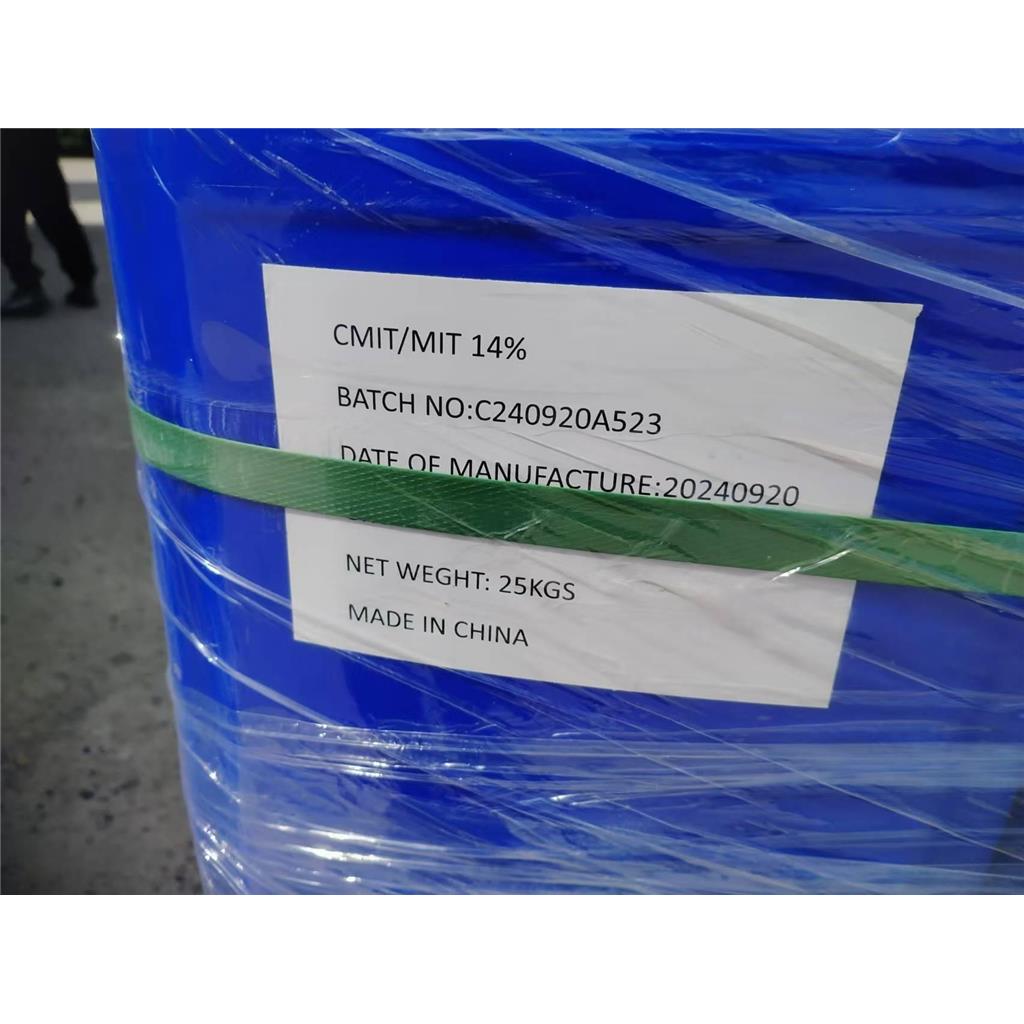 CMIT/MIT 14%
BATCH NO:C240920A523
DATE OF MANUFACTURE:20240920
NET WEGHT: 25KGS
MADE IN CHINA